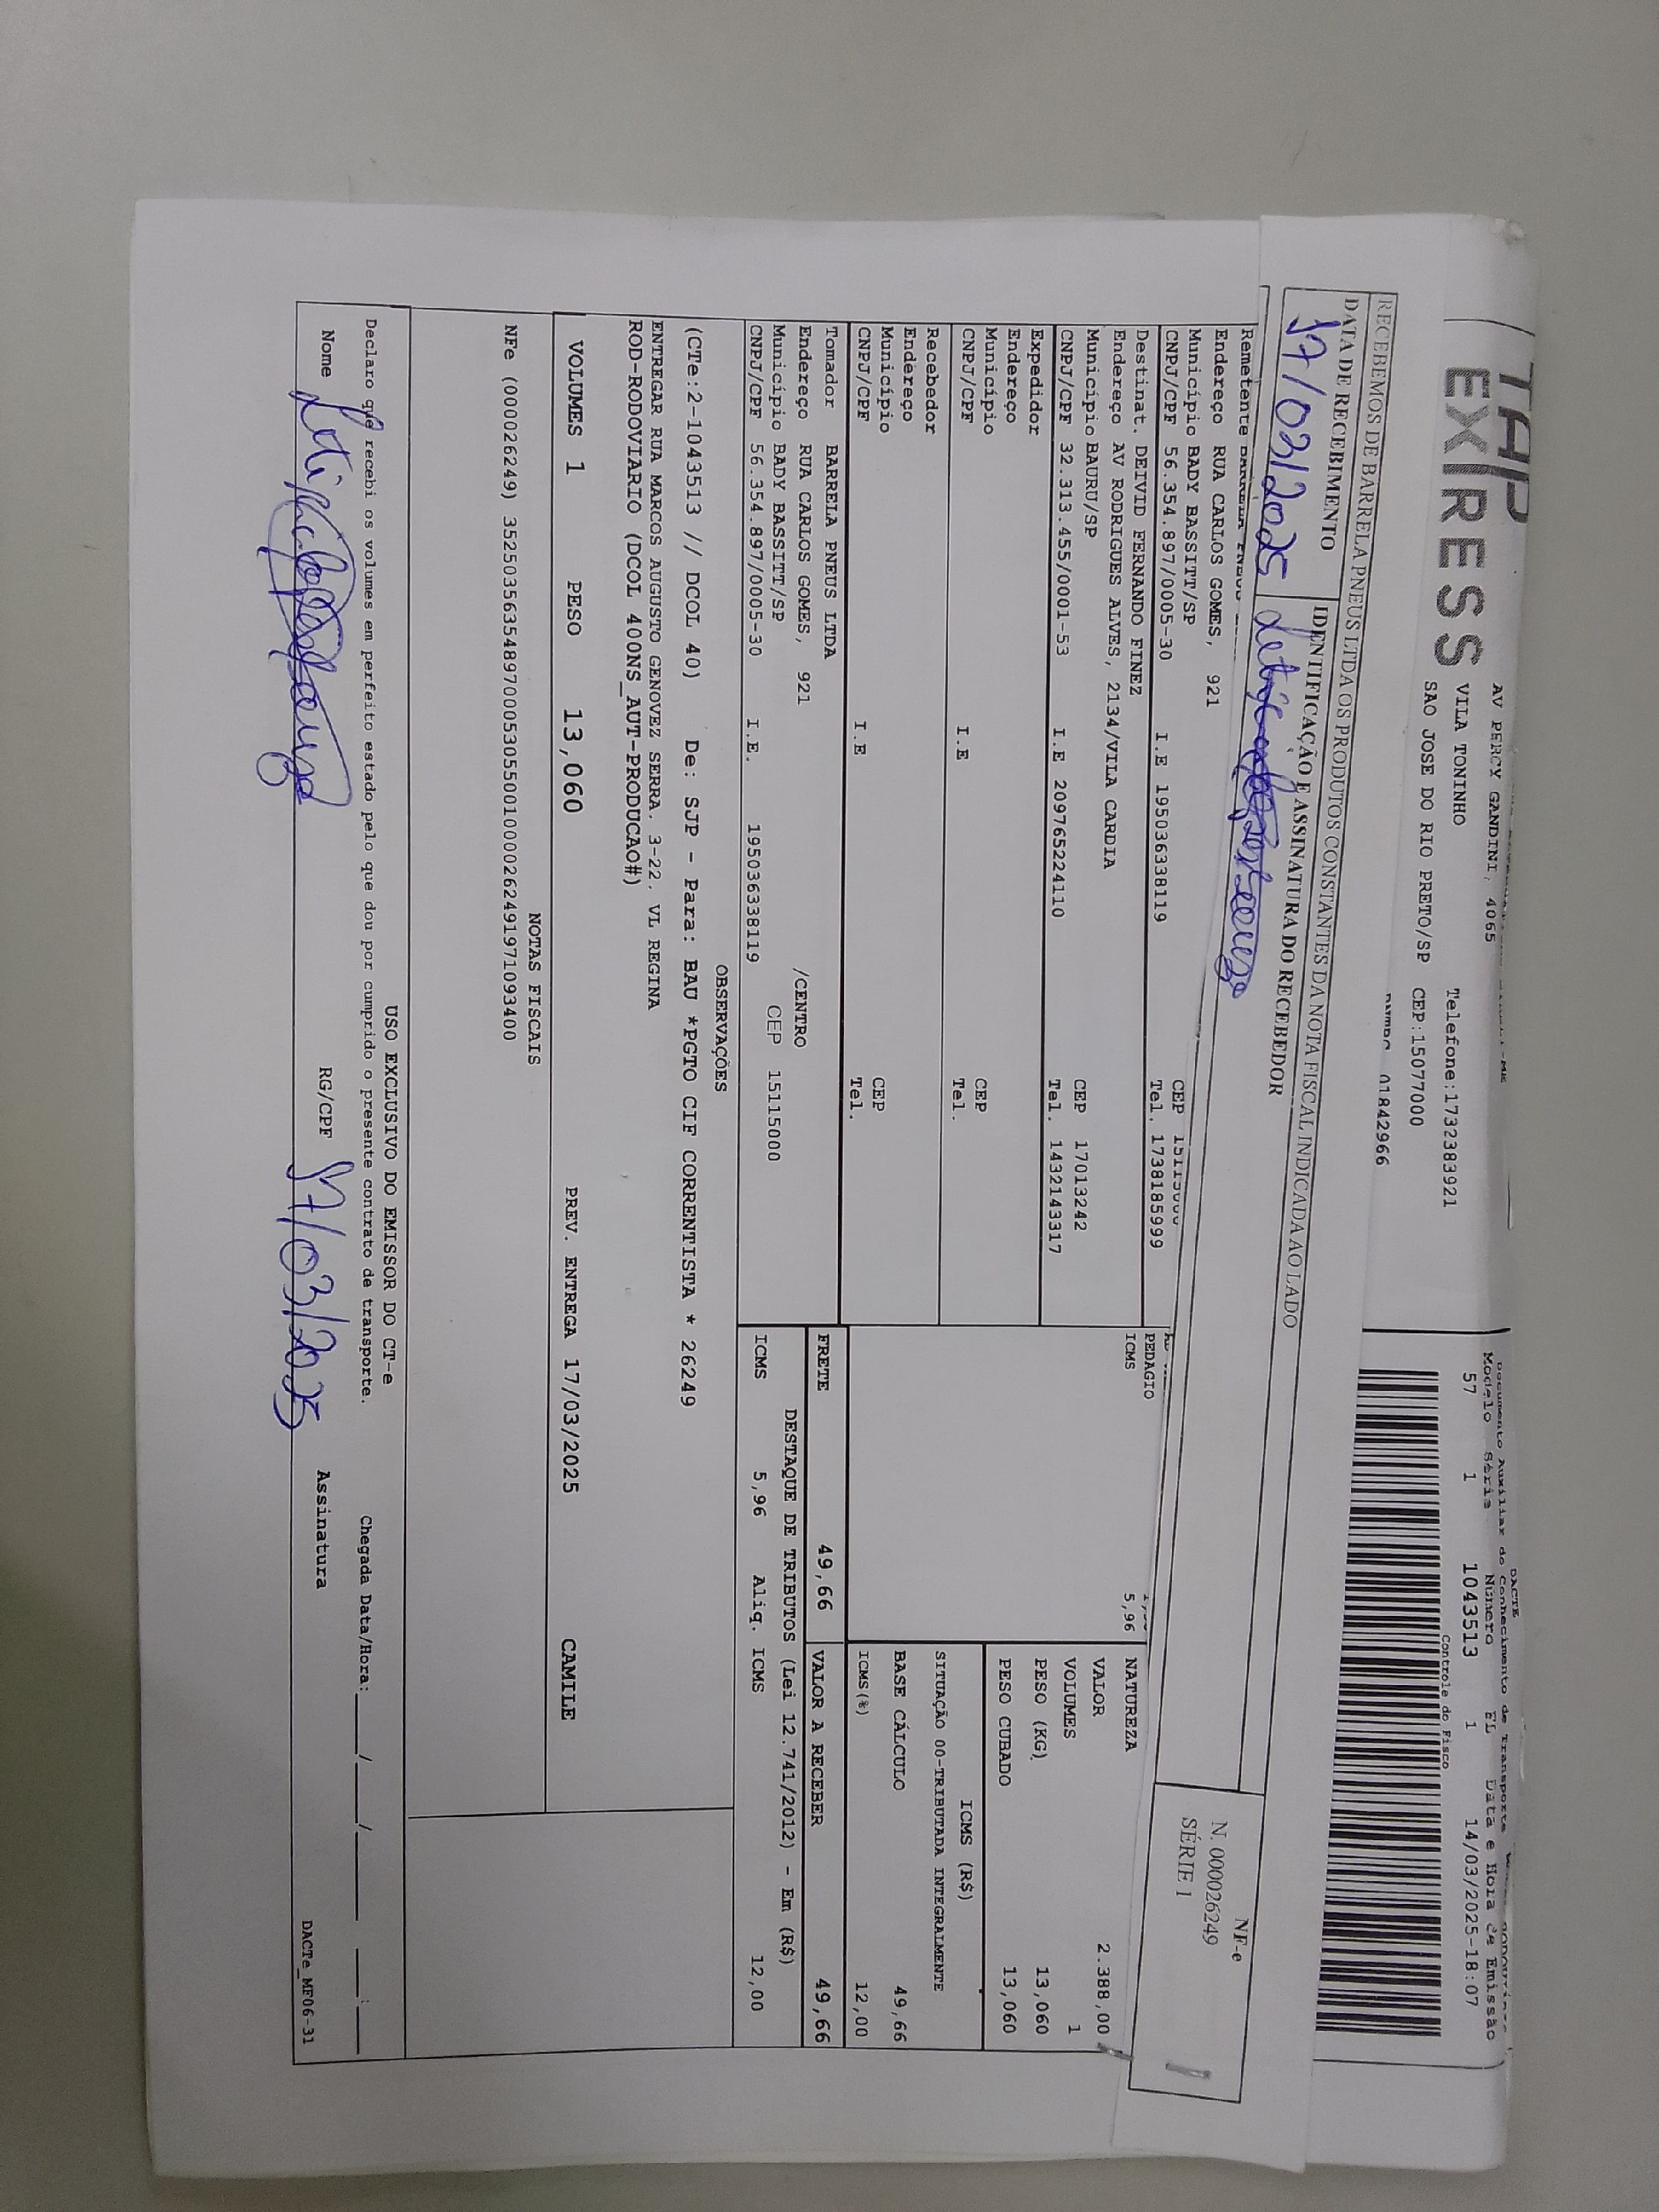 TAP
EXPRESS
AV PERCY GANDINI, 4065
VILA TONINHO Telefone:1732383921
SAO JOSE DO RIO PRETO/SP CEP:15077000
01842966
DACTE
Documento Auxiliar do Conhecimento de Transporte
Modelo Série Número FL Data e Hora de Emissão
57 1 1043513 1 14/03/2025-18:07
Controle do Fisco
RECEBEMOS DE BARRELA PNEUS LTDA OS PRODUTOS CONSTANTES DA NOTA FISCAL INDICADA AO LADO
DATA DE RECEBIMENTO IDENTIFICAÇÃO E ASSINATURA DO RECEBEDOR
17/03/2025
NF-e
N. 000026249
SÉRIE 1
Remetente
Endereço RUA CARLOS GOMES, 921
Município BADY BASSITT/SP CEP
CNPJ/CPF 56.354.897/0005-30 I.E 195036338119 Tel. 1738185999
Destinat. DEIVID FERNANDO FINEZ
Endereço AV RODRIGUES ALVES, 2134/VILA CARDIA
Município BAURU/SP CEP 17013242
CNPJ/CPF 32.313.455/0001-53 I.E 209765224110 Tel. 1432143317
Expedidor
Endereço
Município CEP
CNPJ/CPF I.E Tel.
Recebedor
Endereço
Município CEP
CNPJ/CPF I.E Tel.
Tomador BARRELA PNEUS LTDA
Endereço RUA CARLOS GOMES, 921 /CENTRO
Município BADY BASSITT/SP CEP 15115000
CNPJ/CPF 56.354.897/0005-30 I.E. 195036338119
PEDAGIO
ICMS 5,96
NATUREZA
VALOR 2.388,00
VOLUMES 1
PESO (KG) 13,060
PESO CUBADO 13,060
ICMS (R$)
SITUAÇÃO 00-TRIBUTADA INTEGRALMENTE
BASE CÁLCULO 49,66
ICMS(%) 12,00
FRETE 49,66 VALOR A RECEBER 49,66
DESTAQUE DE TRIBUTOS (Lei 12.741/2012) - Em (R$)
ICMS 5,96 Aliq. ICMS 12,00
OBSERVAÇÕES
(CTe:2-1043513 // DCOL 40) De: SJP - Para: BAU *PGTO CIF CORRENTISTA * 26249
ENTREGAR RUA MARCOS AUGUSTO GENOVEZ SERRA. 3-22. VL REGINA
ROD-RODOVIARIO (DCOL 400NS_AUT-PRODUCAO#)
VOLUMES 1 PESO 13,060 PREV. ENTREGA 17/03/2025 CAMILE
NOTAS FISCAIS
NFe (000026249) 35250356354897000530550010000262491971093400
USO EXCLUSIVO DO EMISSOR DO CT-e
Declaro que recebi os volumes em perfeito estado pelo que dou por cumprido o presente contrato de transporte. Chegada Data/Hora:___/___/___ ___:___
Nome RG/CPF 17/03/2025 Assinatura
DACTe_MF06-31